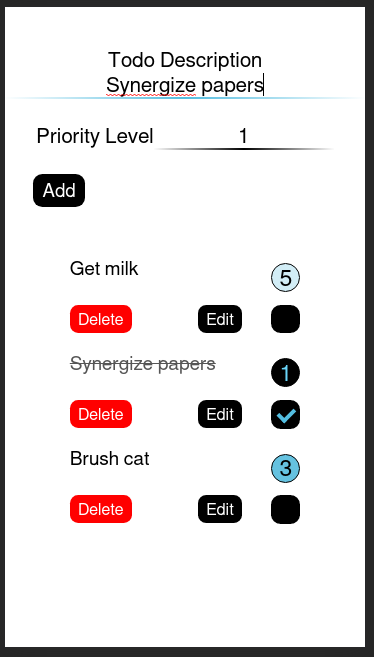 Todo Description
Synergize papers
Priority Level 1
Add
Get milk 5
Delete Edit
Synergize papers 1
Delete Edit
Brush cat 3
Delete Edit